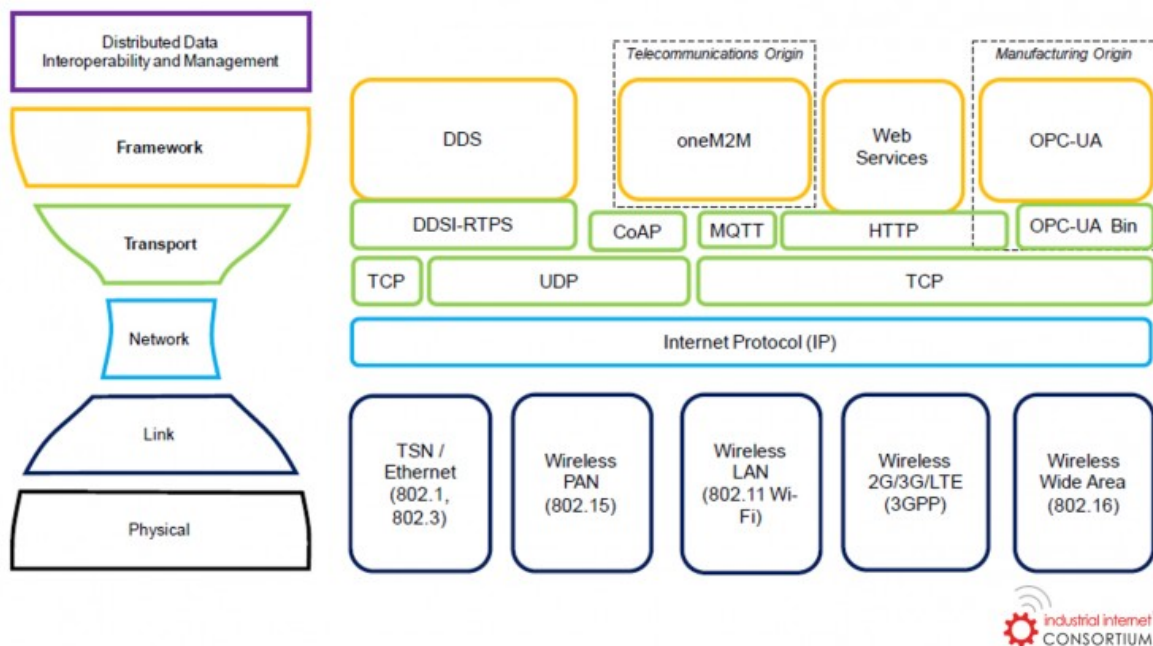 Distributed Data
Interoperability and Management
Framework
Transport
Network
Link
Physical
Telecommunications Origin
Manufacturing Origin
DDS
oneM2M
Web
Services
OPC-UA
DDSI-RTPS
CoAP
MQTT
HTTP
OPC-UA Bin
TCP
UDP
TCP
Internet Protocol (IP)
TSN /
Ethernet
(802.1,
802.3)
Wireless
PAN
(802.15)
Wireless
LAN
(802.11 Wi-
Fi)
Wireless
2G/3G/LTE
(3GPP)
Wireless
Wide Area
(802.16)
industrial internet
CONSORTIUM